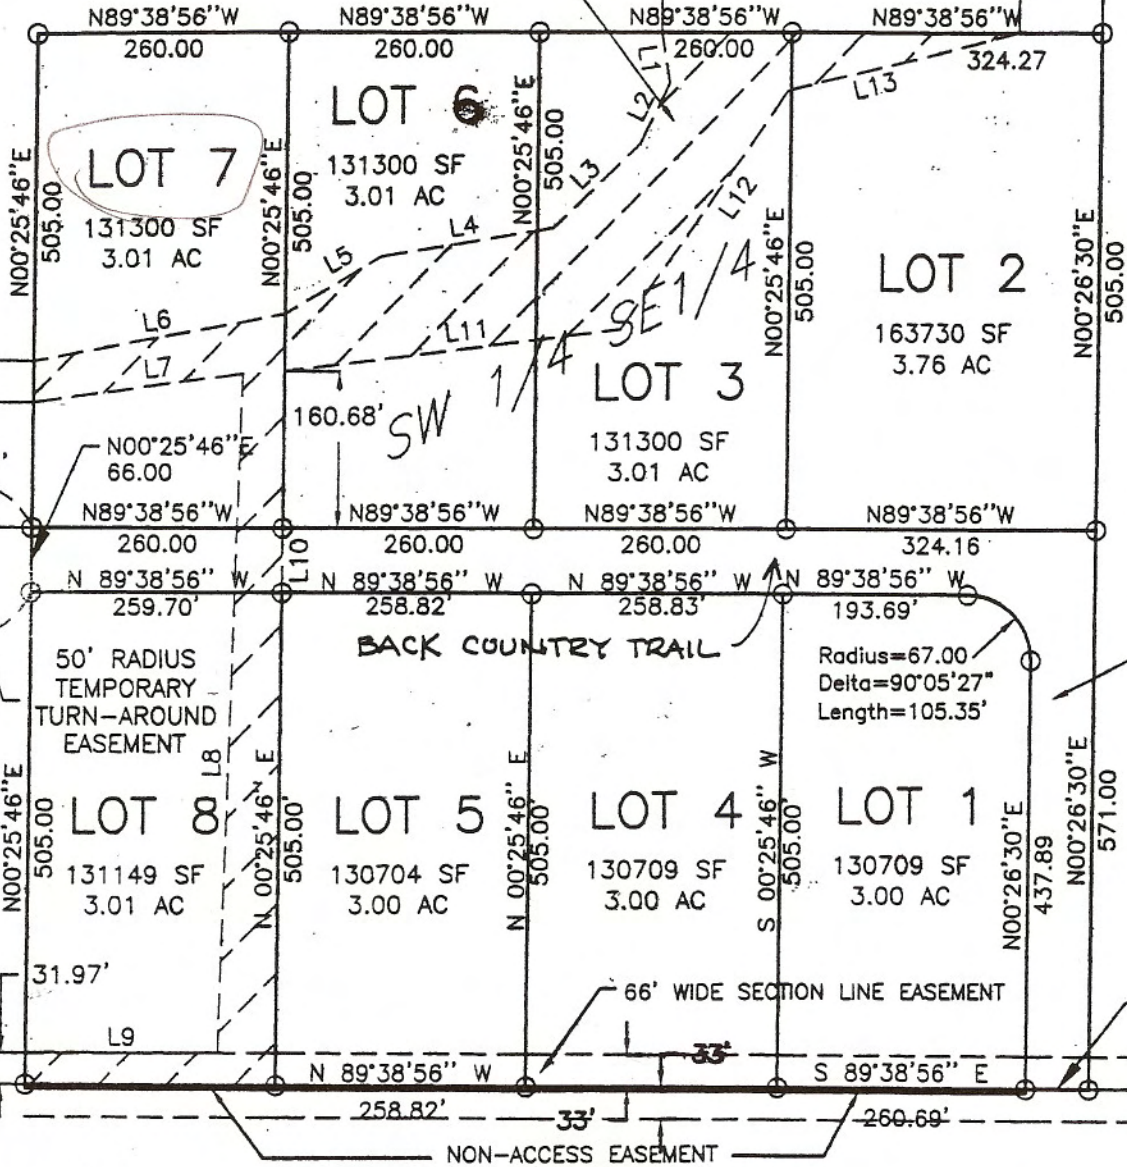 N89°38'56"W N89°38'56"W N89°38'56"W N89°38'56"W
260.00 260.00 260.00 324.27
L1
L2
L13
LOT 6
131300 SF
3.01 AC
LOT 7
131300 SF
3.01 AC
N00°25'46"E
505.00
N00°25'46"E
505.00
N00°25'46"E
505.00
L3
L12
L4
L5
L6
L7
L11
SW 1/4 SE 1/4
N00°25'46"E
505.00
LOT 2
163730 SF
3.76 AC
N00°26'30"E
505.00
LOT 3
131300 SF
3.01 AC
160.68'
N00°25'46"E
66.00
N89°38'56"W N89°38'56"W N89°38'56"W N89°38'56"W
260.00 260.00 260.00 324.16
L10
N 89°38'56" W N 89°38'56" W N 89°38'56" W N 89°38'56" W
259.70' 258.82' 258.83' 193.69'
BACK COUNTRY TRAIL
50' RADIUS
TEMPORARY
TURN-AROUND
EASEMENT
Radius=67.00
Delta=90°05'27"
Length=105.35'
L8
N00°25'46"E
505.00
LOT 8
131149 SF
3.01 AC
N 00°25'46" E
505.00'
LOT 5
130704 SF
3.00 AC
N 00°25'46" E
505.00'
LOT 4
130709 SF
3.00 AC
S 00°25'46" W
505.00'
LOT 1
130709 SF
3.00 AC
N00°26'30"E
437.89
N00°26'30"E
571.00
31.97'
66' WIDE SECTION LINE EASEMENT
L9
33'
N 89°38'56" W S 89°38'56" E
258.82' 33' 260.69'
NON-ACCESS EASEMENT